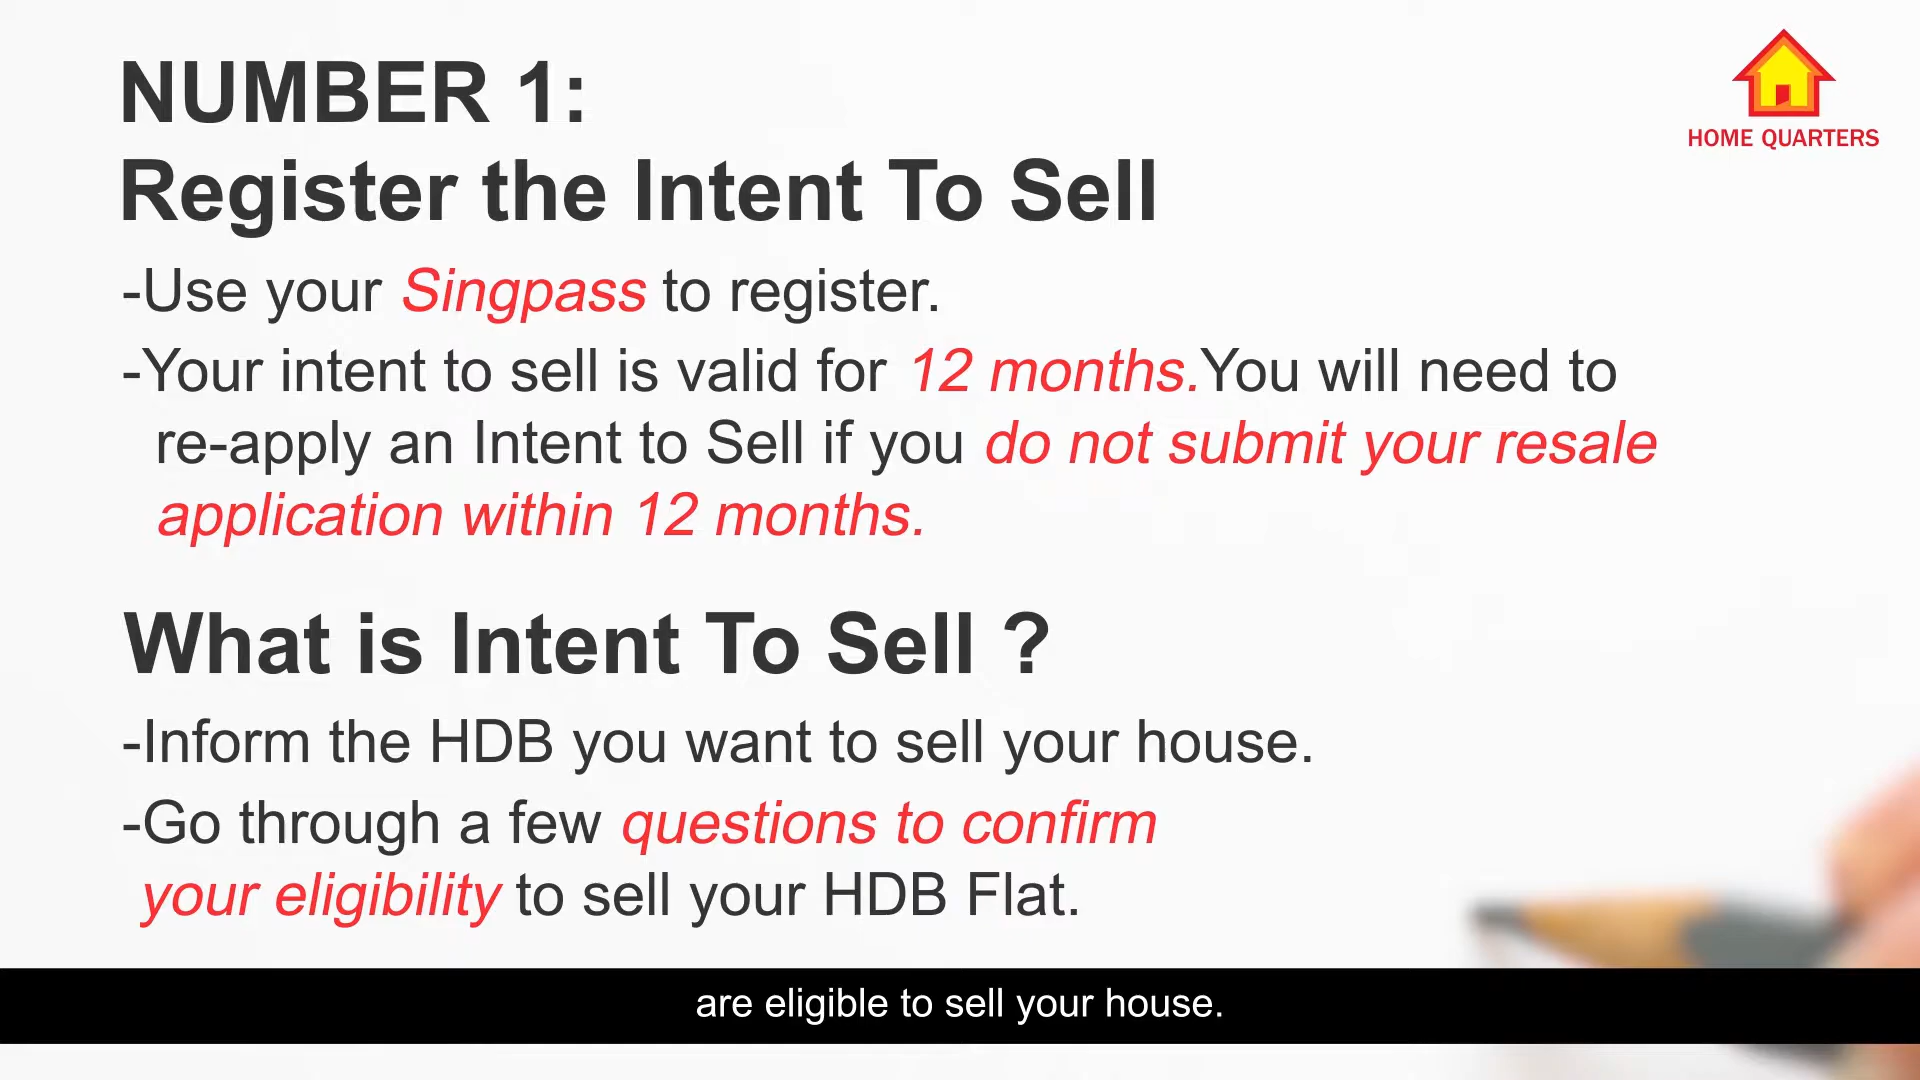 NUMBER 1:
Register the Intent To Sell
HOME QUARTERS
-Use your Singpass to register.
-Your intent to sell is valid for 12 months.You will need to
re-apply an Intent to Sell if you do not submit your resale
application within 12 months.
What is Intent To Sell ?
-Inform the HDB you want to sell your house.
-Go through a few questions to confirm
your eligibility to sell your HDB Flat.
are eligible to sell your house.